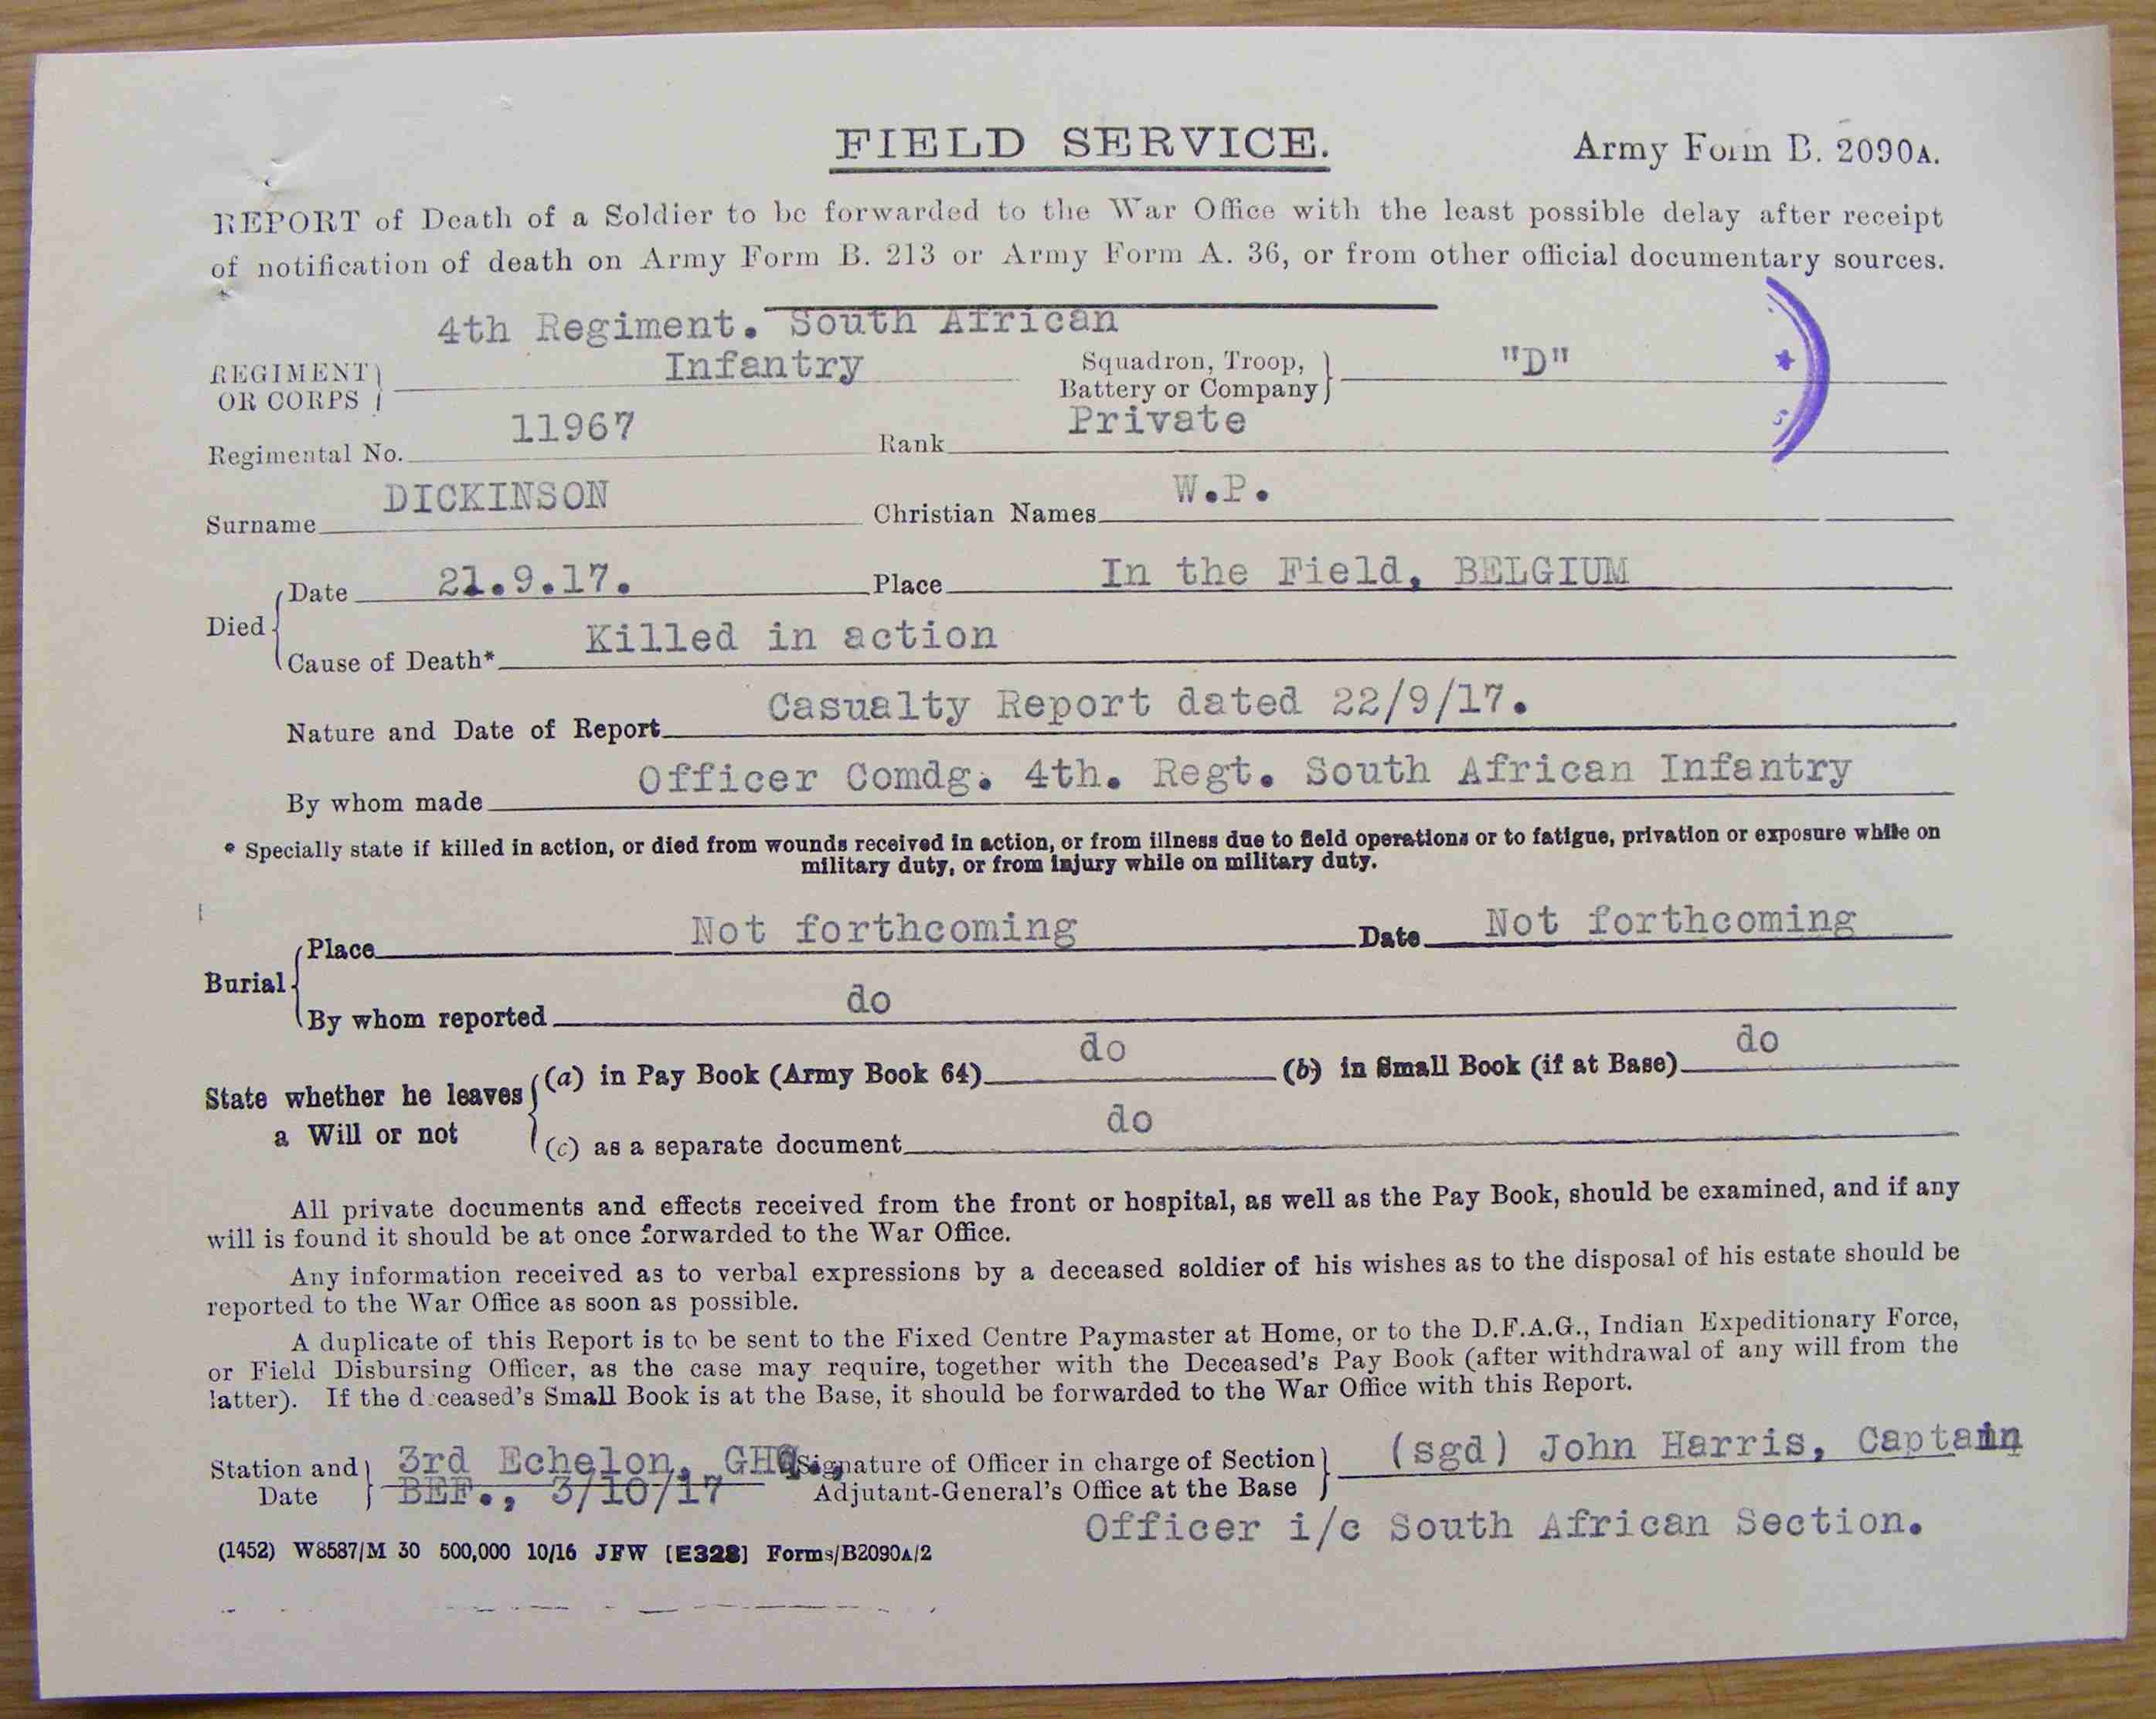 FIELD SERVICE.
Army Form B. 2090A.
REPORT of Death of a Soldier to be forwarded to the War Office with the least possible delay after receipt
of notification of death on Army Form B. 213 or Army Form A. 36, or from other official documentary sources.
4th Regiment. South African
REGIMENT OR CORPS Infantry Squadron, Troop, Battery or Company "D"
Regimental No. 11967 Rank Private
Surname DICKINSON Christian Names W.P.
Died Date 21.9.17. Place In the Field, BELGIUM
Cause of Death* Killed in action
Nature and Date of Report Casualty Report dated 22/9/17.
By whom made Officer Comdg. 4th. Regt. South African Infantry
* Specially state if killed in action, or died from wounds received in action, or from illness due to field operations or to fatigue, privation or exposure while on
military duty, or from injury while on military duty.
Burial Place Not forthcoming Date Not forthcoming
By whom reported do
State whether he leaves a Will or not (a) in Pay Book (Army Book 64) do (b) in Small Book (if at Base) do
(c) as a separate document do
All private documents and effects received from the front or hospital, as well as the Pay Book, should be examined, and if any
will is found it should be at once forwarded to the War Office.
Any information received as to verbal expressions by a deceased soldier of his wishes as to the disposal of his estate should be
reported to the War Office as soon as possible.
A duplicate of this Report is to be sent to the Fixed Centre Paymaster at Home, or to the D.F.A.G., Indian Expeditionary Force,
or Field Disbursing Officer, as the case may require, together with the Deceased's Pay Book (after withdrawal of any will from the
latter). If the deceased's Small Book is at the Base, it should be forwarded to the War Office with this Report.
Station and Date 3rd Echelon, GHQ., Signature of Officer in charge of Section (sgd) John Harris, Captain
BEF., 3/10/17 Adjutant-General's Office at the Base
Officer i/c South African Section.
(1452) W8587/M 30 500,000 10/16 JFW [E328] Forms/B2090A/2